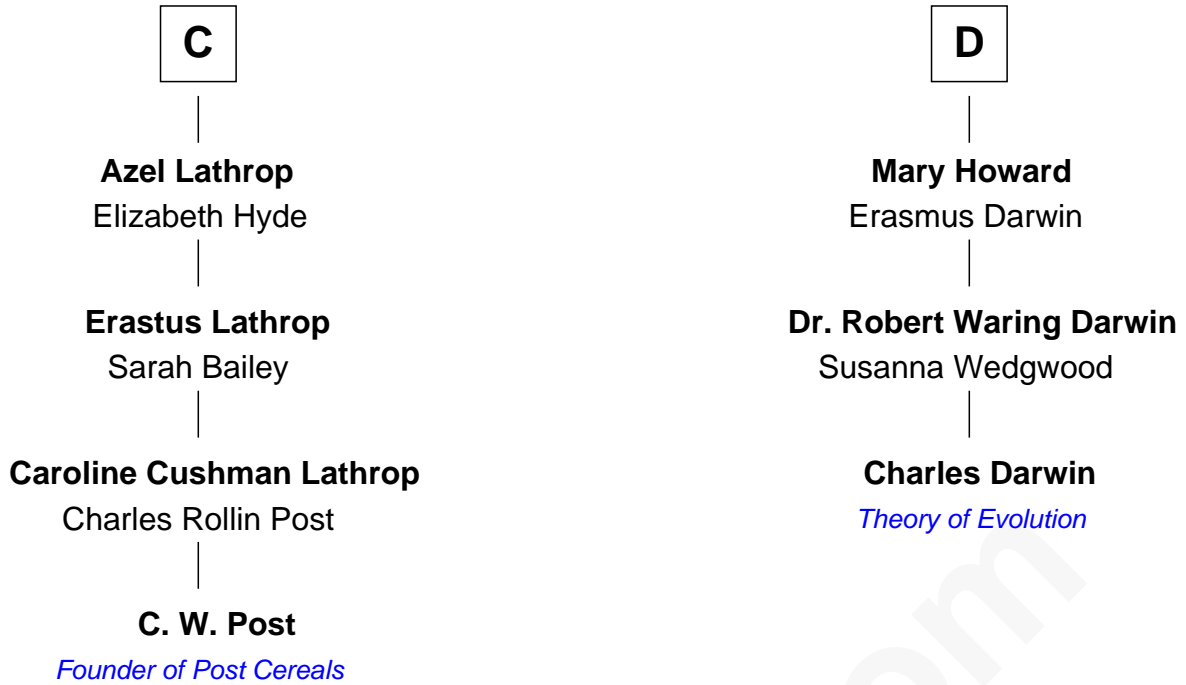 C
Azel Lathrop
Elizabeth Hyde
Erastus Lathrop
Sarah Bailey
Caroline Cushman Lathrop
Charles Rollin Post
C. W. Post
Founder of Post Cereals
D
Mary Howard
Erasmus Darwin
Dr. Robert Waring Darwin
Susanna Wedgwood
Charles Darwin
Theory of Evolution
om